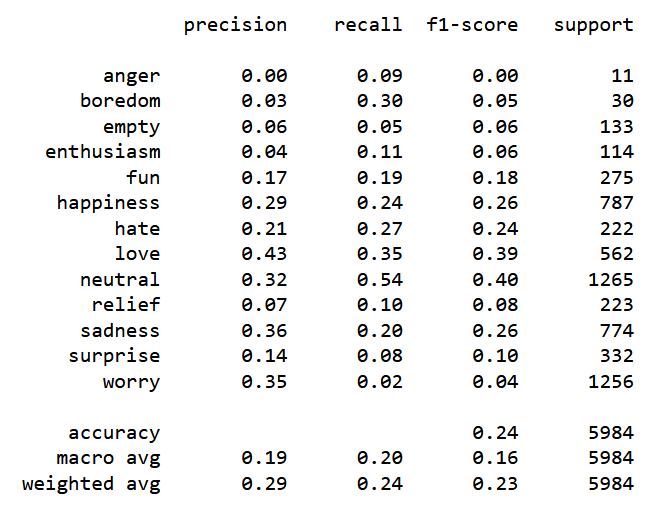 precision recall f1-score support
anger 0.00 0.09 0.00 11
boredom 0.03 0.30 0.05 30
empty 0.06 0.05 0.06 133
enthusiasm 0.04 0.11 0.06 114
fun 0.17 0.19 0.18 275
happiness 0.29 0.24 0.26 787
hate 0.21 0.27 0.24 222
love 0.43 0.35 0.39 562
neutral 0.32 0.54 0.40 1265
relief 0.07 0.10 0.08 223
sadness 0.36 0.20 0.26 774
surprise 0.14 0.08 0.10 332
worry 0.35 0.02 0.04 1256
accuracy 0.24 5984
macro avg 0.19 0.20 0.16 5984
weighted avg 0.29 0.24 0.23 5984